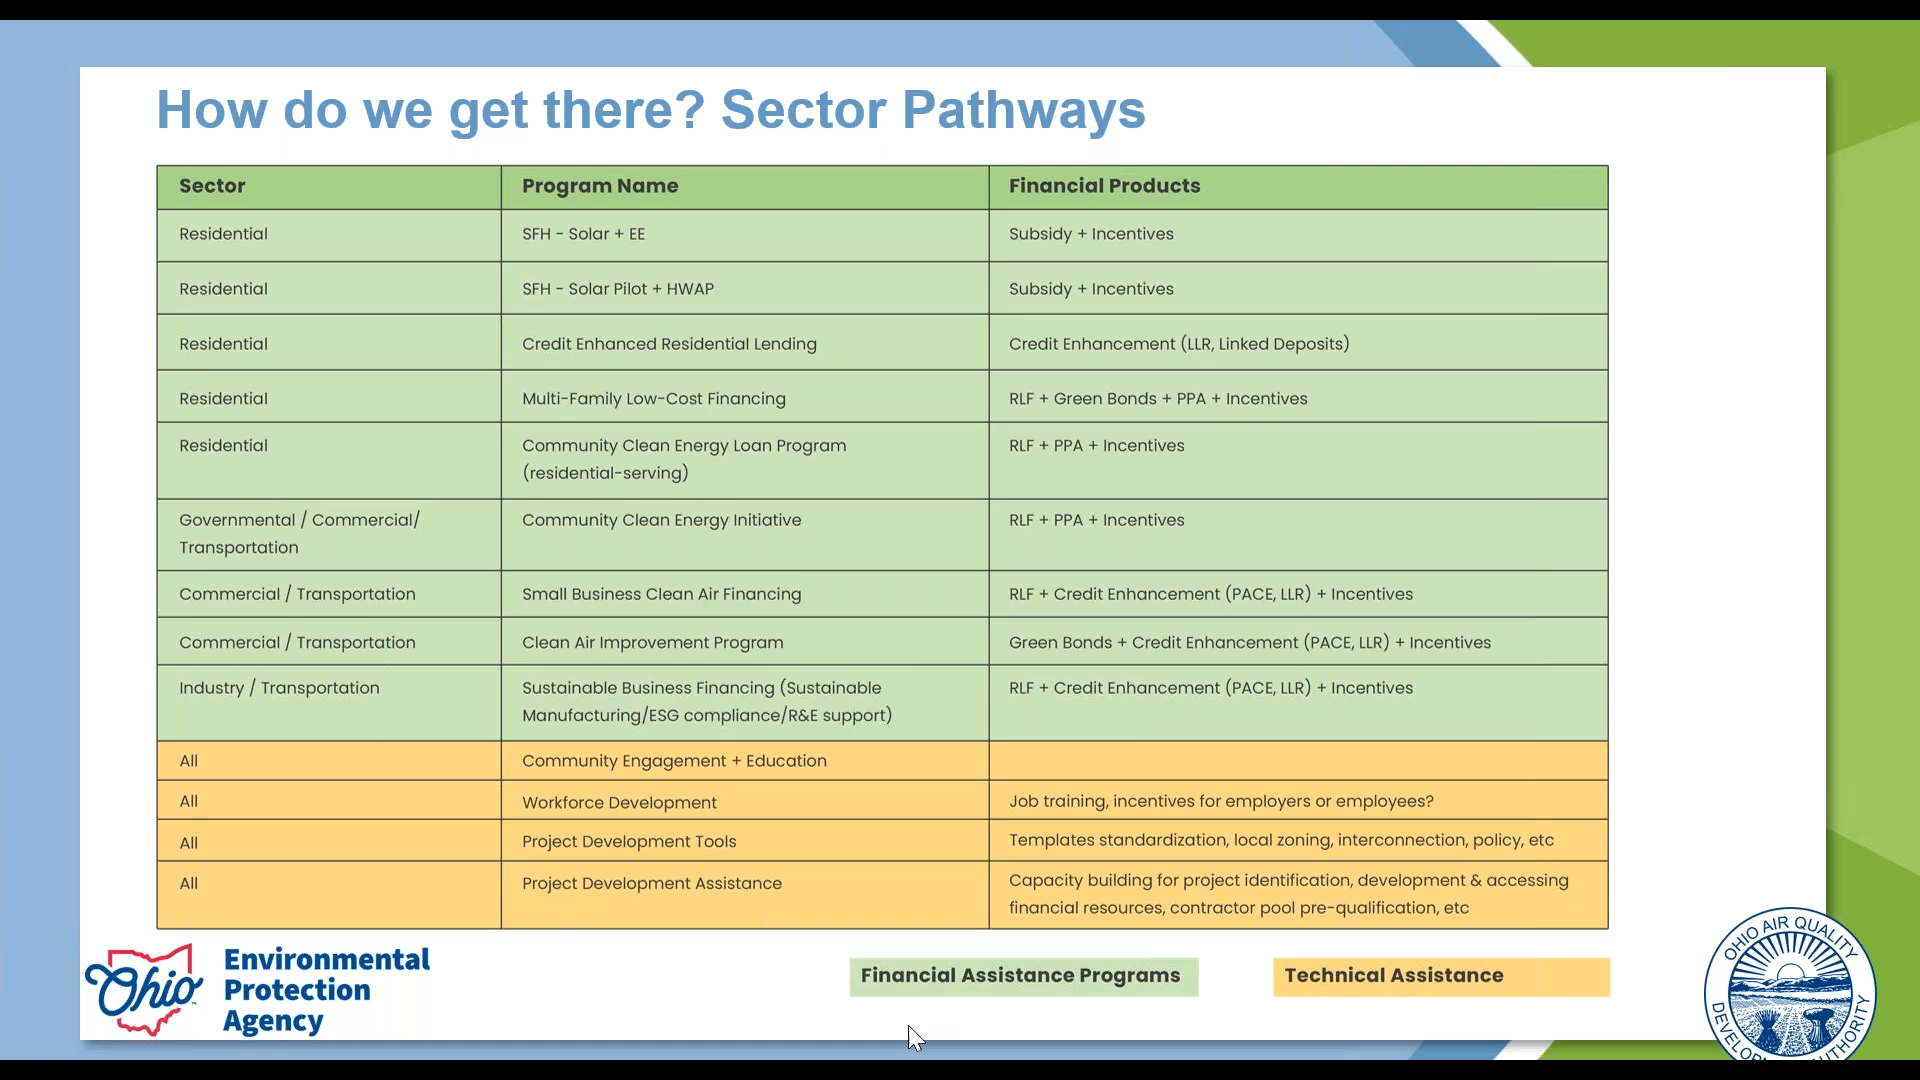 How do we get there? Sector Pathways
Sector Program Name Financial Products
Residential SFH - Solar + EE Subsidy + Incentives
Residential SFH - Solar Pilot + HWAP Subsidy + Incentives
Residential Credit Enhanced Residential Lending Credit Enhancement (LLR, Linked Deposits)
Residential Multi-Family Low-Cost Financing RLF + Green Bonds + PPA + Incentives
Residential Community Clean Energy Loan Program RLF + PPA + Incentives
(residential-serving)
Governmental / Commercial/ Community Clean Energy Initiative RLF + PPA + Incentives
Transportation
Commercial / Transportation Small Business Clean Air Financing RLF + Credit Enhancement (PACE, LLR) + Incentives
Commercial / Transportation Clean Air Improvement Program Green Bonds + Credit Enhancement (PACE, LLR) + Incentives
Industry / Transportation Sustainable Business Financing (Sustainable RLF + Credit Enhancement (PACE, LLR) + Incentives
Manufacturing/ESG compliance/R&E support)
All Community Engagement + Education
All Workforce Development Job training, incentives for employers or employees?
All Project Development Tools Templates standardization, local zoning, interconnection, policy, etc
All Project Development Assistance Capacity building for project identification, development & accessing
financial resources, contractor pool pre-qualification, etc
Ohio
Environmental
Protection
Agency
Financial Assistance Programs Technical Assistance
OHIO AIR QUALITY